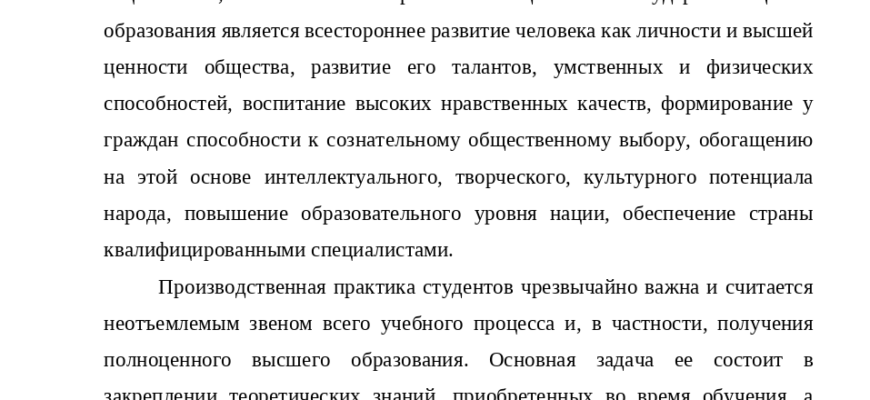 образования является всестороннее развитие человека как личности и высшей
ценности общества, развитие его талантов, умственных и физических
способностей, воспитание высоких нравственных качеств, формирование у
граждан способности к сознательному общественному выбору, обогащению
на этой основе интеллектуального, творческого, культурного потенциала
народа, повышение образовательного уровня нации, обеспечение страны
квалифицированными специалистами.
Производственная практика студентов чрезвычайно важна и считается
неотъемлемым звеном всего учебного процесса и, в частности, получения
полноценного высшего образования. Основная задача ее состоит в
закреплении теоретических знаний, приобретенных во время обучения, а